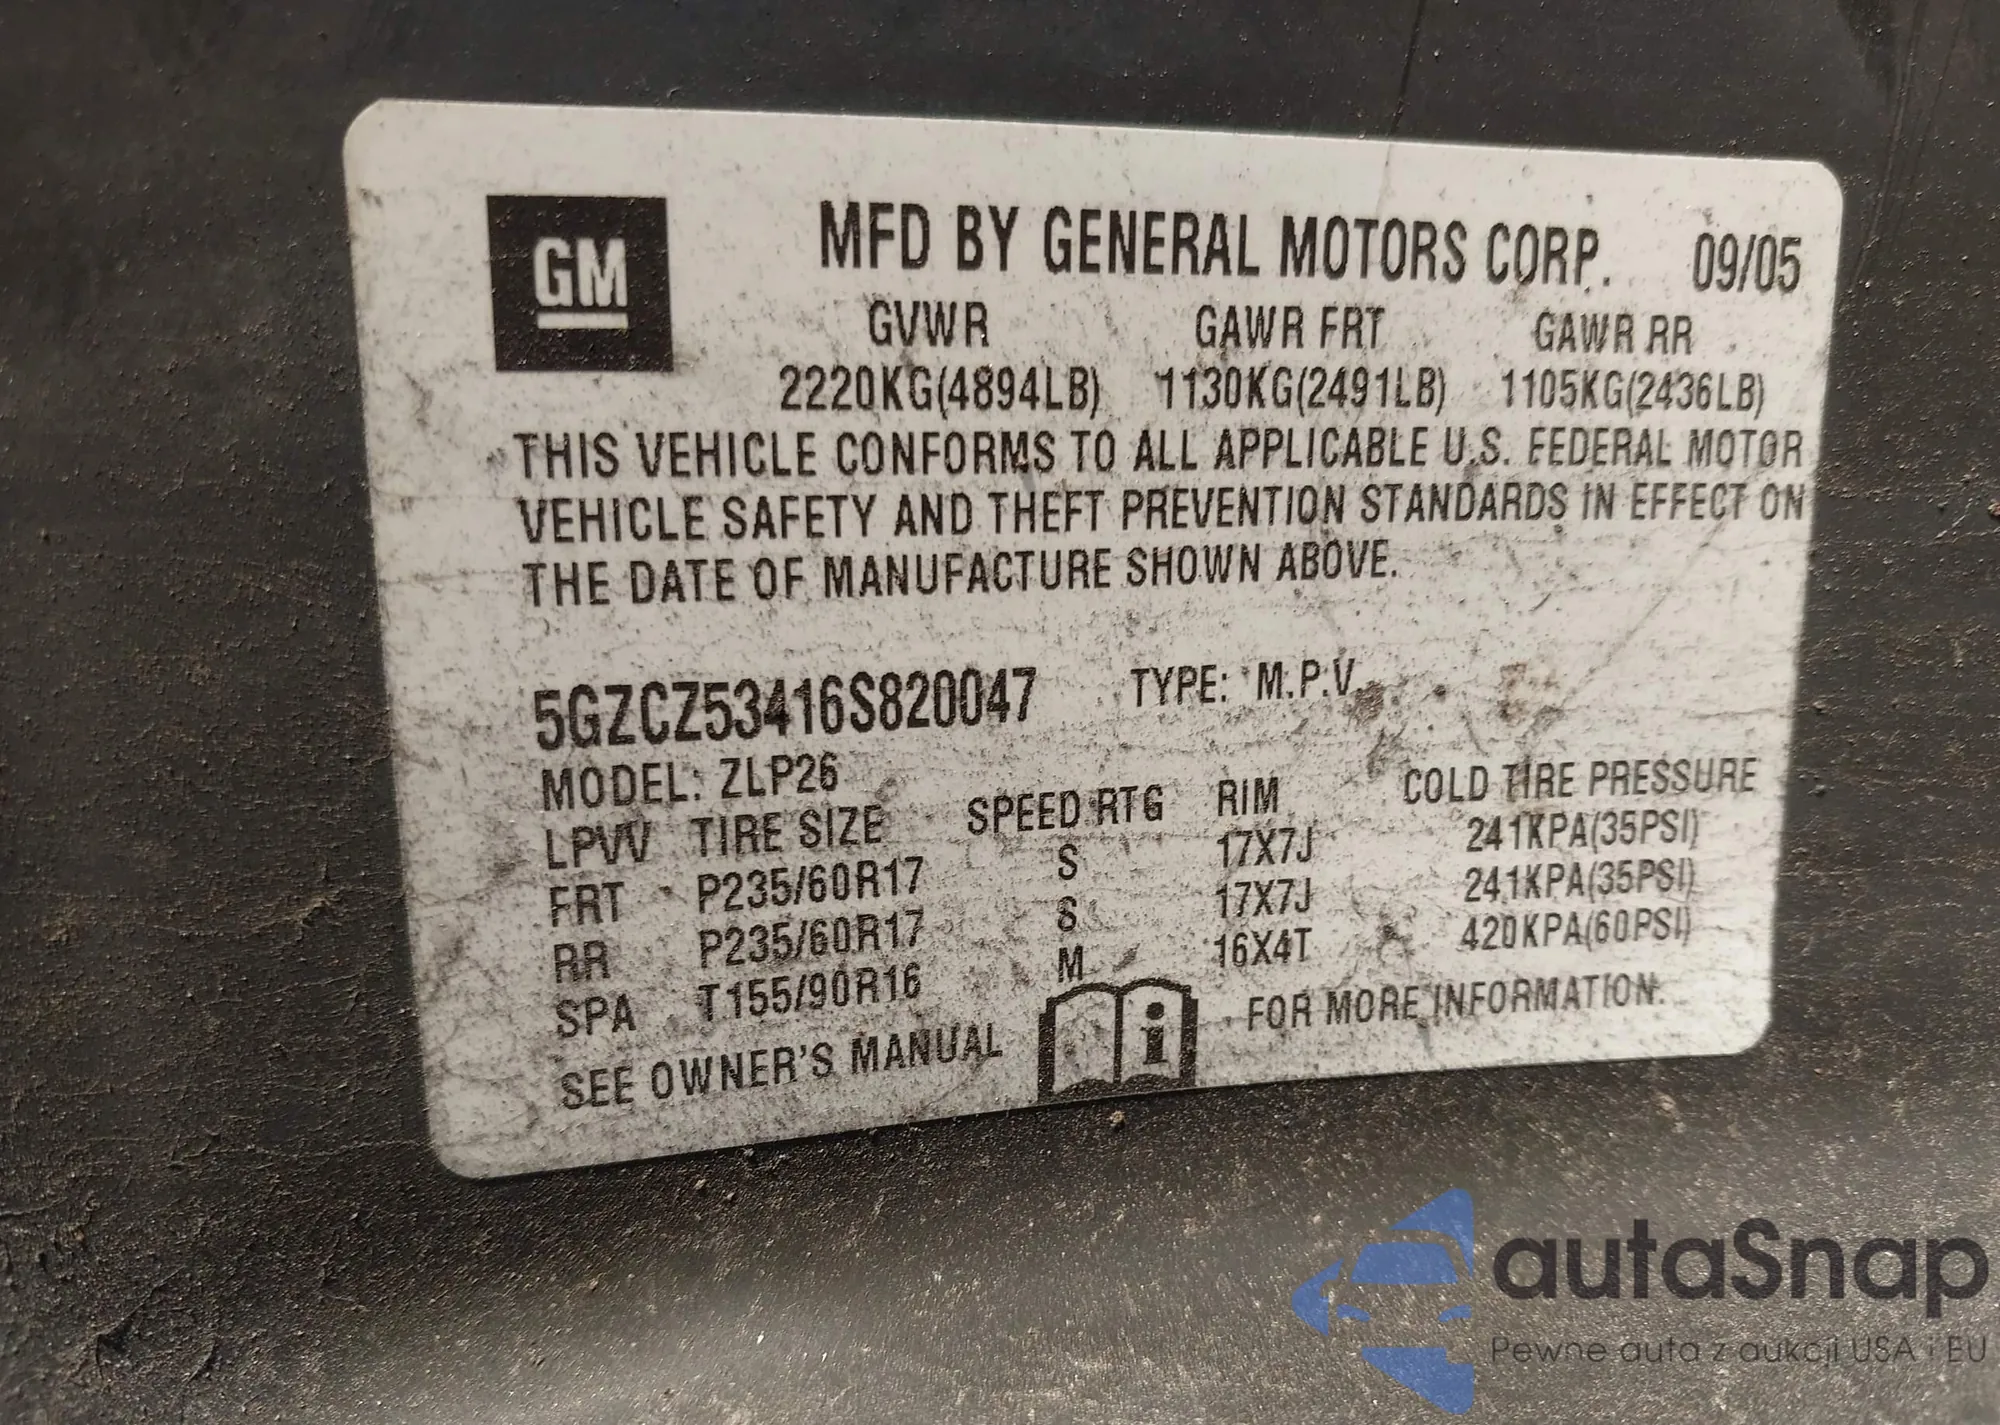 GM
MFD BY GENERAL MOTORS CORP. 09/05
GVWR GAWR FRT GAWR RR
2220KG(4894LB) 1130KG(2491LB) 1105KG(2436LB)
THIS VEHICLE CONFORMS TO ALL APPLICABLE U.S. FEDERAL MOTOR
VEHICLE SAFETY AND THEFT PREVENTION STANDARDS IN EFFECT ON
THE DATE OF MANUFACTURE SHOWN ABOVE.
5GZCZ53416S820047 TYPE: M.P.V.
MODEL: ZLP26
LPVV TIRE SIZE SPEED RTG RIM COLD TIRE PRESSURE
FRT P235/60R17 S 17X7J 241KPA(35PSI)
RR P235/60R17 S 17X7J 241KPA(35PSI)
SPA T155/90R16 M 16X4T 420KPA(60PSI)
SEE OWNER'S MANUAL i FOR MORE INFORMATION.
autaSnap
Pewne auta z aukcji USA i EU